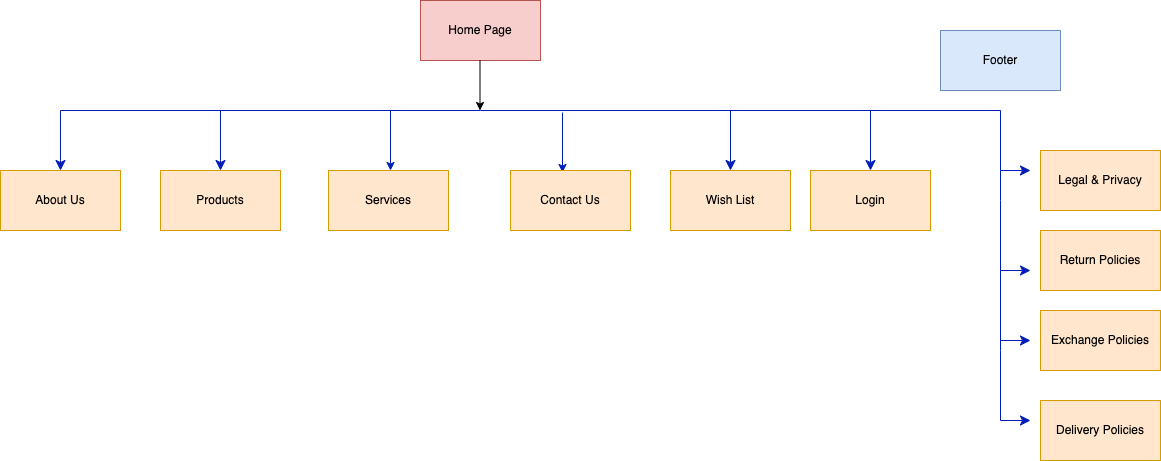 Home Page
Footer
About Us
Products
Services
Contact Us
Wish List
Login
Legal & Privacy
Return Policies
Exchange Policies
Delivery Policies